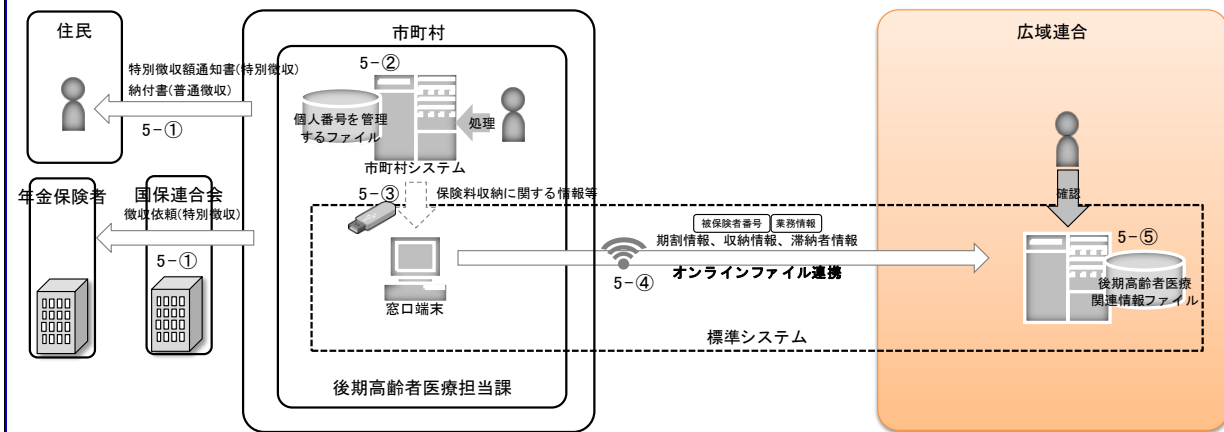 住民
特別徴収額通知書(特別徴収)
納付書(普通徴収)
5-①
年金保険者
国保連合会
徴収依頼(特別徴収)
5-①
市町村
5-②
個人番号を管理
するファイル
処理
市町村システム
5-③
保険料収納に関する情報等
窓口端末
後期高齢者医療担当課
被保険者番号
業務情報
期割情報、収納情報、滞納者情報
5-④
オンラインファイル連携
標準システム
広域連合
確認
5-⑤
後期高齢者医療
関連情報ファイル